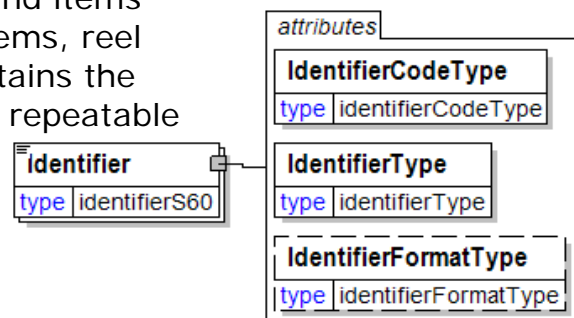 nd items
ems, reel
tains the
repeatable
identifier
type identifierS60
attributes
IdentifierCodeType
type identifierCodeType
IdentifierType
type identifierType
IdentifierFormatType
type identifierFormatType